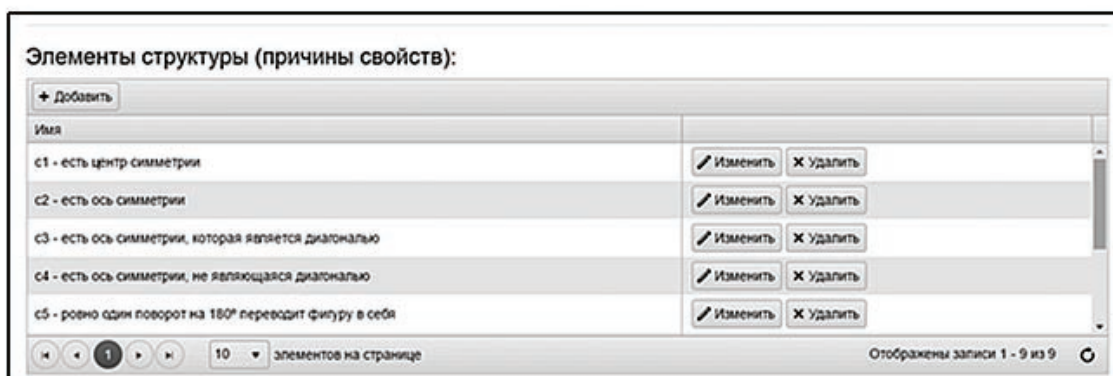 Элементы структуры (причины свойств):
+ Добавить
Имя
c1 - есть центр симметрии Изменить Удалить
c2 - есть ось симметрии Изменить Удалить
c3 - есть ось симметрии, которая является диагональю Изменить Удалить
c4 - есть ось симметрии, не являющаяся диагональю Изменить Удалить
c5 - ровно один поворот на 180º переводит фигуру в себя Изменить Удалить
1 10 элементов на странице Отображены записи 1 - 9 из 9